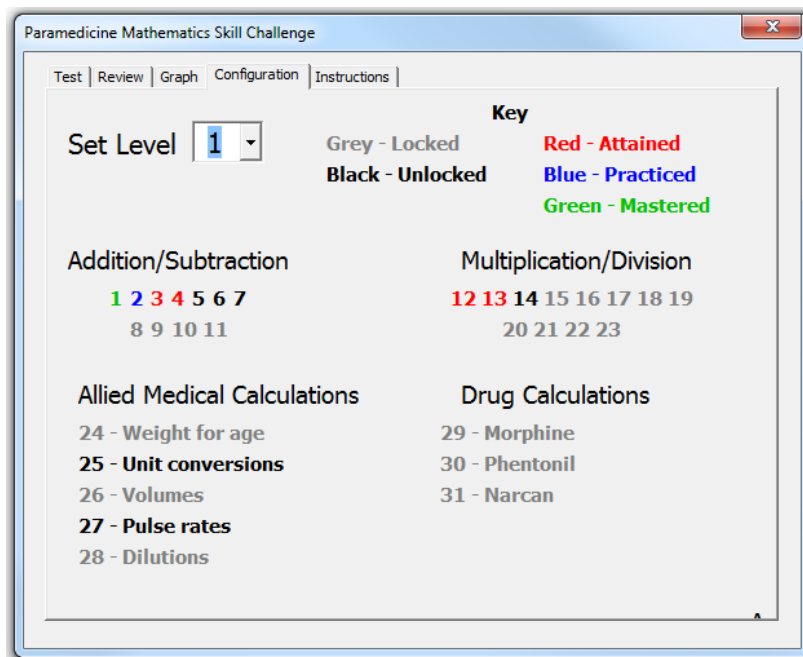 Paramedicine Mathematics Skill Challenge
Test Review Graph Configuration Instructions
Key
Set Level 1
Grey - Locked Red - Attained
Black - Unlocked Blue - Practiced
Green - Mastered
Addition/Subtraction Multiplication/Division
1 2 3 4 5 6 7 12 13 14 15 16 17 18 19
8 9 10 11 20 21 22 23
Allied Medical Calculations Drug Calculations
24 - Weight for age 29 - Morphine
25 - Unit conversions 30 - Phentonil
26 - Volumes 31 - Narcan
27 - Pulse rates
28 - Dilutions